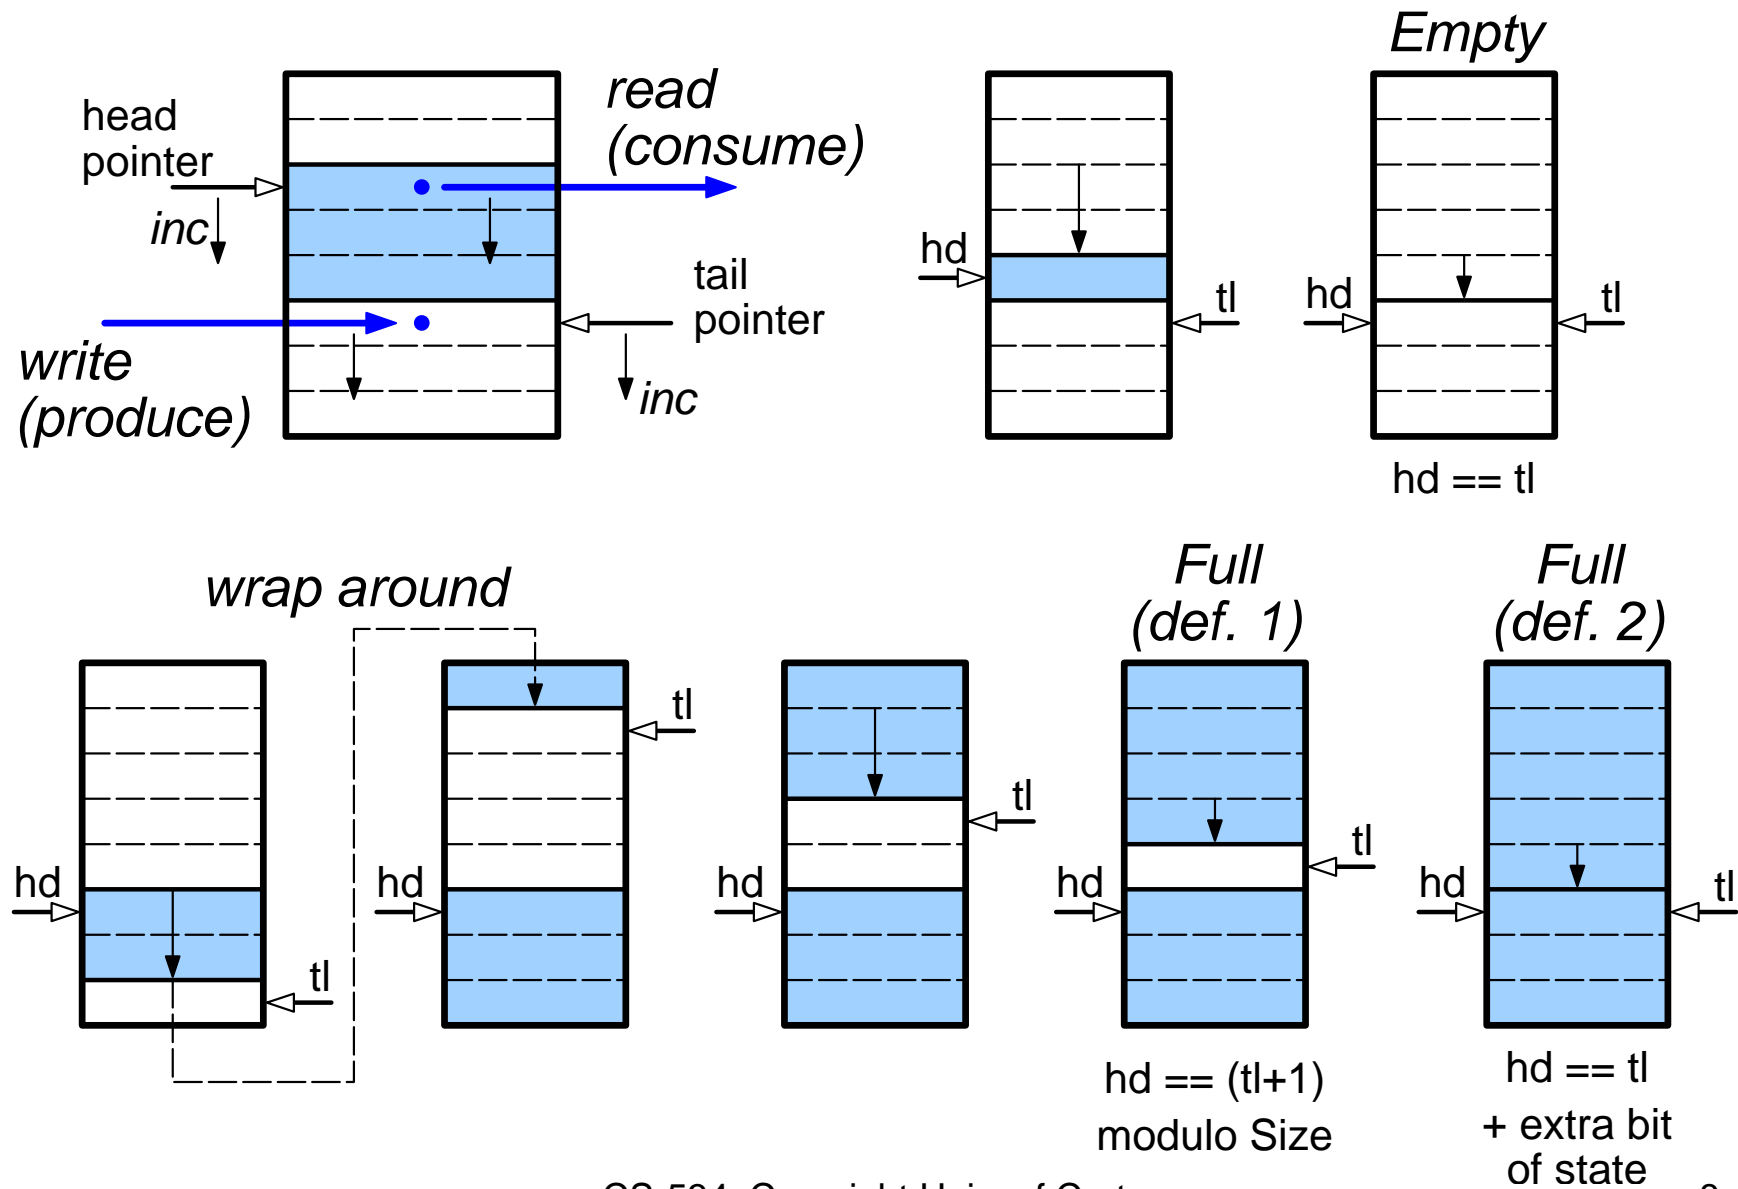 head
pointer
inc
read
(consume)
write
(produce)
tail
pointer
inc
hd
tl
Empty
hd
tl
hd == tl
wrap around
hd
tl
hd
tl
hd
tl
Full
(def. 1)
hd
tl
hd == (tl+1)
modulo Size
Full
(def. 2)
hd
tl
hd == tl
+ extra bit
of state